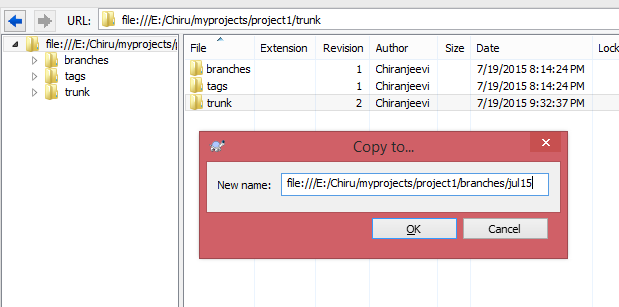 URL: file:///E:/Chiru/myprojects/project1/trunk
file:///E:/Chiru/myprojects/p
branches
tags
trunk
File Extension Revision Author Size Date Lock
branches 1 Chiranjeevi 7/19/2015 8:14:24 PM
tags 1 Chiranjeevi 7/19/2015 8:14:24 PM
trunk 2 Chiranjeevi 7/19/2015 9:32:37 PM
Copy to...
New name: file:///E:/Chiru/myprojects/project1/branches/jul15
OK Cancel